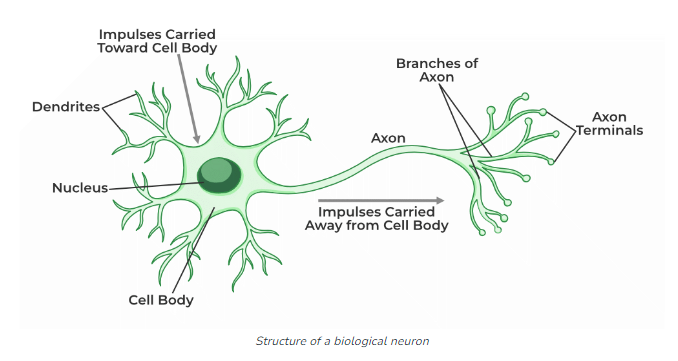 Impulses Carried
Toward Cell Body
Branches of
Axon
Dendrites
Axon
Terminals
Axon
Nucleus
Impulses Carried
Away from Cell Body
Cell Body
Structure of a biological neuron